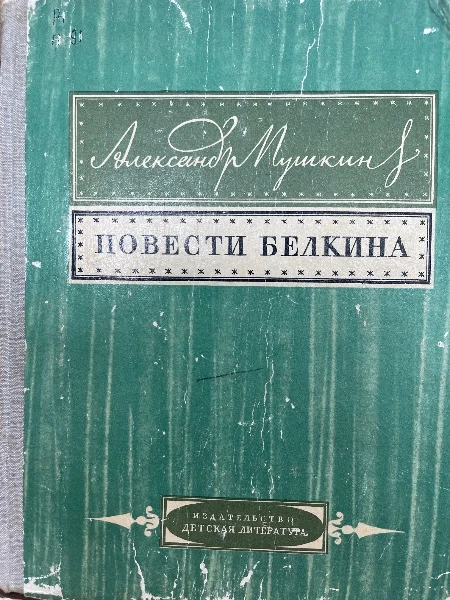 Александр Пушкин
ПОВЕСТИ БЕЛКИНА
ИЗДАТЕЛЬСТВО
ДЕТСКАЯ ЛИТЕРАТУРА